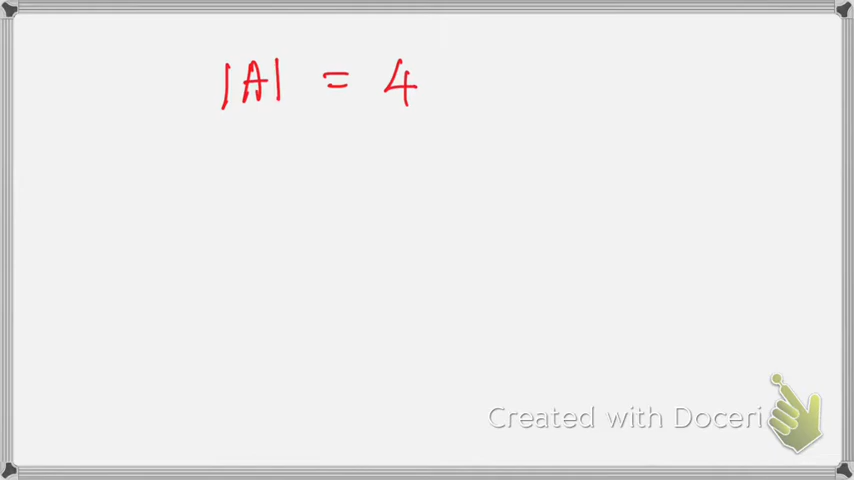 |A| = 4
Created with Doceri